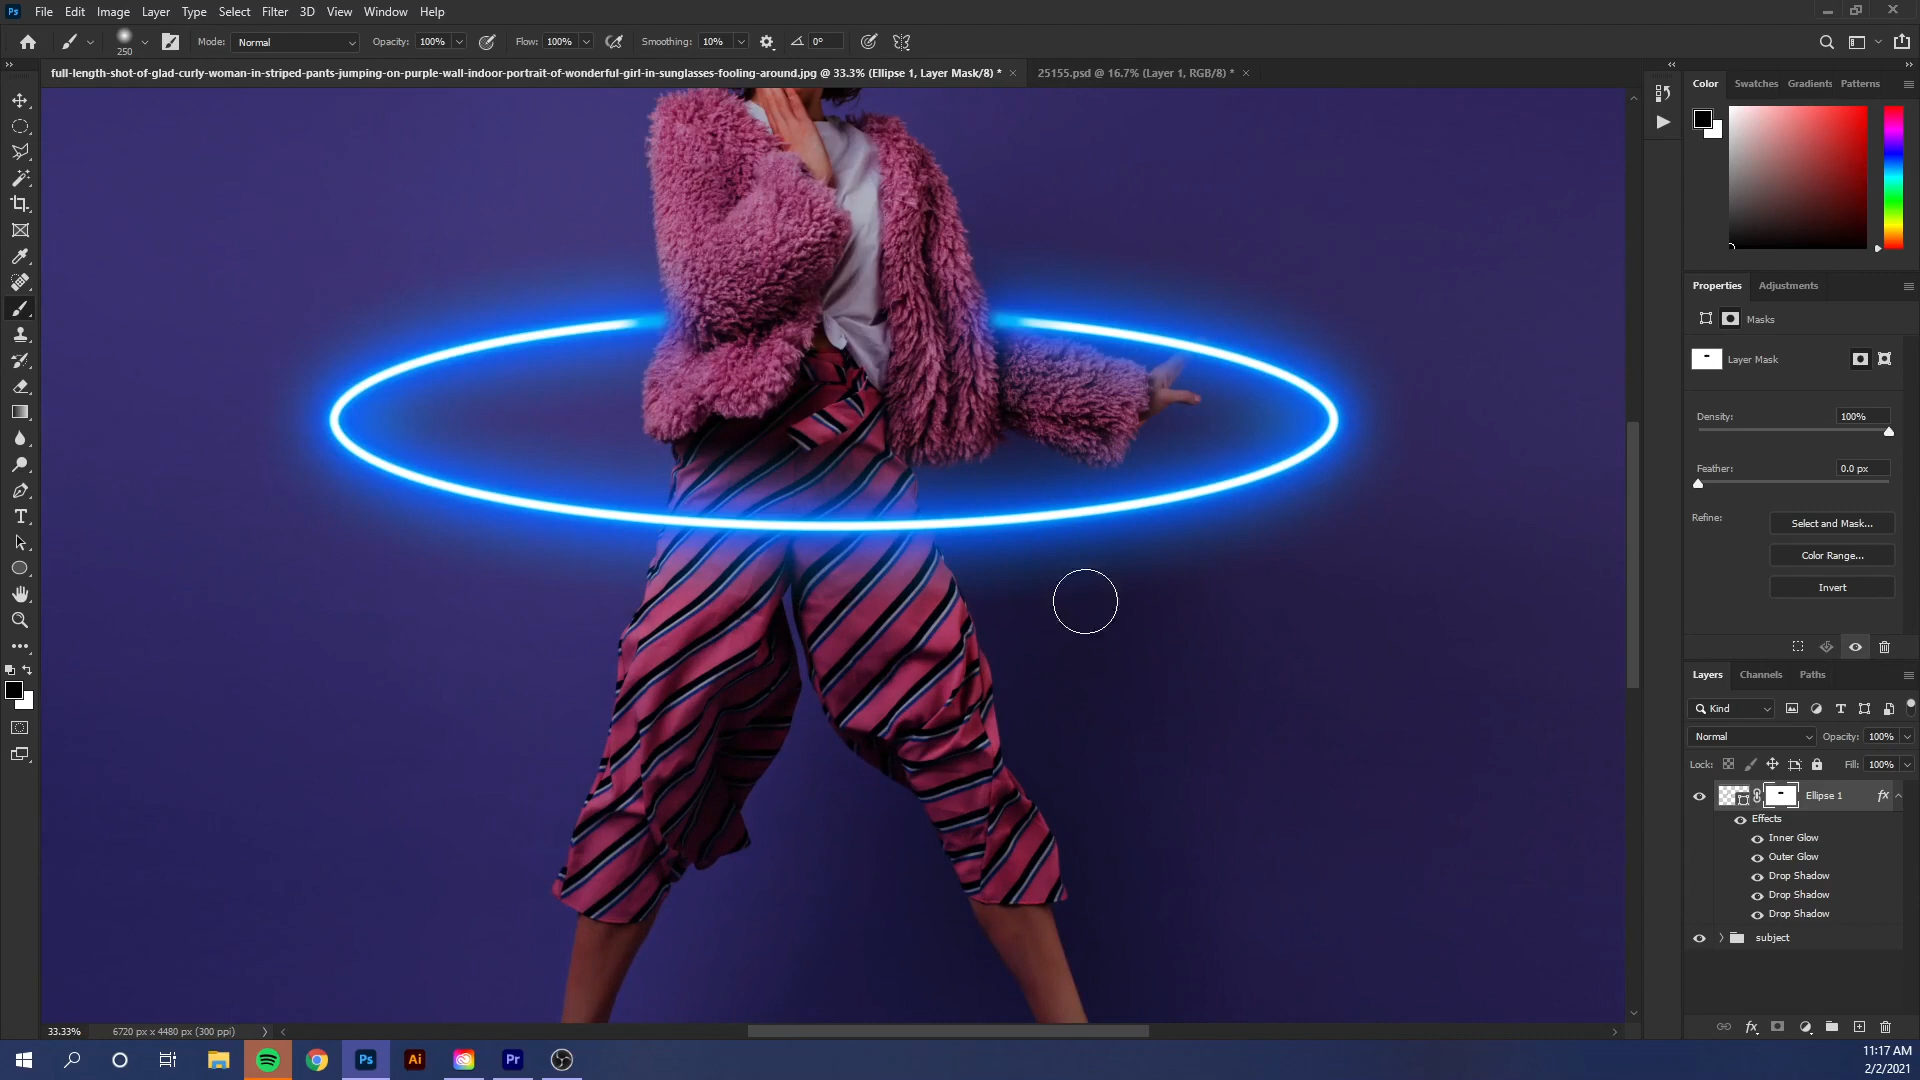 Ps File Edit Image Layer Type Select Filter 3D View Window Help
250 Mode: Normal Opacity: 100% Flow: 100% Smoothing: 10% 0°
full-length-shot-of-glad-curly-woman-in-striped-pants-jumping-on-purple-wall-indoor-portrait-of-wonderful-girl-in-sunglasses-fooling-around.jpg @ 33.3% (Ellipse 1, Layer Mask/8) * × 25155.psd @ 16.7% (Layer 1, RGB/8) * ×
Color Swatches Gradients Patterns
Properties Adjustments
Masks
Layer Mask
Density: 100%
Feather: 0.0 px
Refine: Select and Mask...
Color Range...
Invert
Layers Channels Paths
Kind
Normal Opacity: 100%
Lock: Fill: 100%
Ellipse 1 fx
Effects
Inner Glow
Outer Glow
Drop Shadow
Drop Shadow
Drop Shadow
subject
33.33% 6720 px x 4480 px (300 ppi)
fx
Ps Ai Pr
11:17 AM
2/2/2021